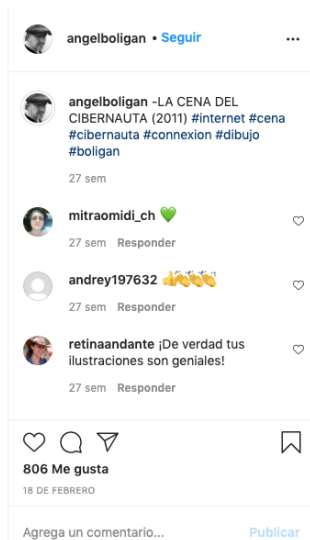 angelboligan • Seguir
angelboligan -LA CENA DEL
CIBERNAUTA (2011) #internet #cena
#cibernauta #connexion #dibujo
#boligan
27 sem
mitraomidi_ch 💚
27 sem Responder
andrey197632 👍👏👏👏
27 sem Responder
retinaandante ¡De verdad tus
ilustraciones son geniales!
27 sem Responder
806 Me gusta
18 DE FEBRERO
Agrega un comentario... Publicar